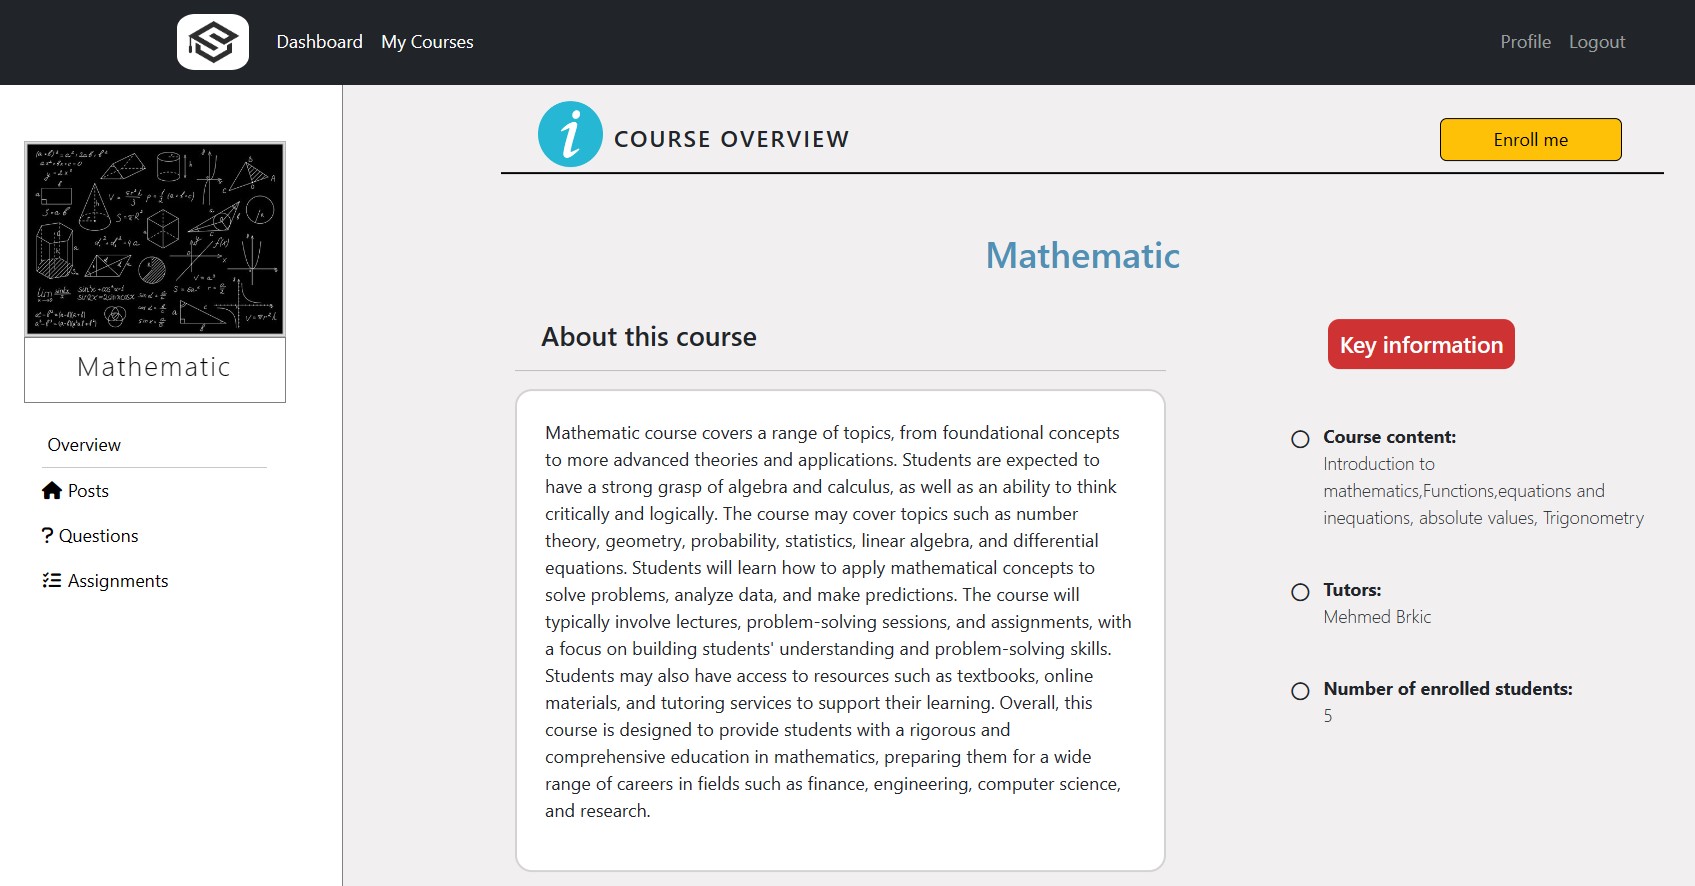 Dashboard My Courses Profile Logout
COURSE OVERVIEW
Enroll me
Mathematic
Overview
Posts
? Questions
Assignments
Mathematic
About this course
Mathematic course covers a range of topics, from foundational concepts
to more advanced theories and applications. Students are expected to
have a strong grasp of algebra and calculus, as well as an ability to think
critically and logically. The course may cover topics such as number
theory, geometry, probability, statistics, linear algebra, and differential
equations. Students will learn how to apply mathematical concepts to
solve problems, analyze data, and make predictions. The course will
typically involve lectures, problem-solving sessions, and assignments, with
a focus on building students' understanding and problem-solving skills.
Students may also have access to resources such as textbooks, online
materials, and tutoring services to support their learning. Overall, this
course is designed to provide students with a rigorous and
comprehensive education in mathematics, preparing them for a wide
range of careers in fields such as finance, engineering, computer science,
and research.
Key information
Course content:
Introduction to
mathematics,Functions,equations and
inequations, absolute values, Trigonometry
Tutors:
Mehmed Brkic
Number of enrolled students:
5